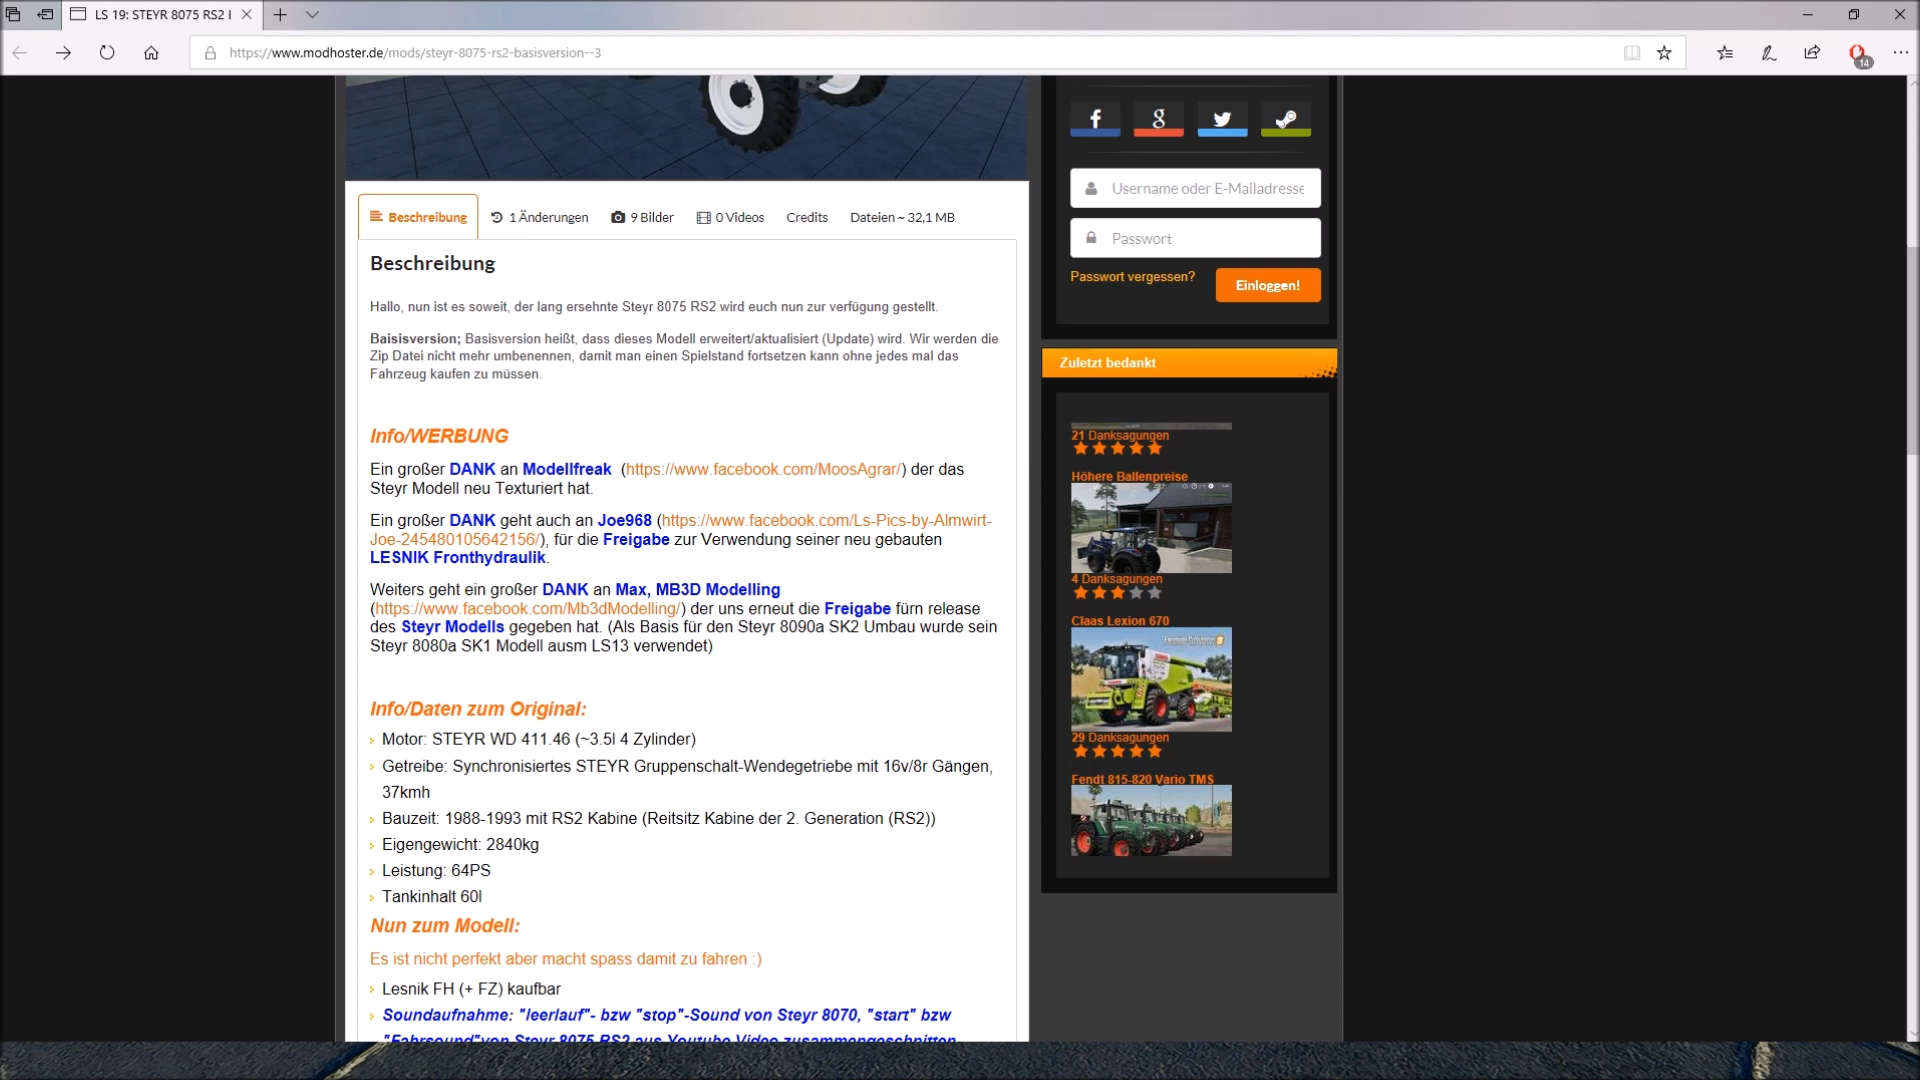 LS 19: STEYR 8075 RS2 I
https://www.modhoster.de/mods/steyr-8075-rs2-basisversion--3
14
Beschreibung
1 Änderungen
9 Bilder
0 Videos
Credits
Dateien ~ 32,1 MB
Beschreibung
Hallo, nun ist es soweit, der lang ersehnte Steyr 8075 RS2 wird euch nun zur verfügung gestellt.
Baisisversion; Basisversion heißt, dass dieses Modell erweitert/aktualisiert (Update) wird. Wir werden die
Zip Datei nicht mehr umbenennen, damit man einen Spielstand fortsetzen kann ohne jedes mal das
Fahrzeug kaufen zu müssen.
Info/WERBUNG
Ein großer DANK an Modellfreak (https://www.facebook.com/MoosAgrar/) der das
Steyr Modell neu Texturiert hat.
Ein großer DANK geht auch an Joe968 (https://www.facebook.com/Ls-Pics-by-Almwirt-
Joe-245480105642156/), für die Freigabe zur Verwendung seiner neu gebauten
LESNIK Fronthydraulik.
Weiters geht ein großer DANK an Max, MB3D Modelling
(https://www.facebook.com/Mb3dModelling/) der uns erneut die Freigabe fürn release
des Steyr Modells gegeben hat. (Als Basis für den Steyr 8090a SK2 Umbau wurde sein
Steyr 8080a SK1 Modell ausm LS13 verwendet)
Info/Daten zum Original:
Motor: STEYR WD 411.46 (~3.5l 4 Zylinder)
Getreibe: Synchronisiertes STEYR Gruppenschalt-Wendegetriebe mit 16v/8r Gängen,
37kmh
Bauzeit: 1988-1993 mit RS2 Kabine (Reitsitz Kabine der 2. Generation (RS2))
Eigengewicht: 2840kg
Leistung: 64PS
Tankinhalt 60l
Nun zum Modell:
Es ist nicht perfekt aber macht spass damit zu fahren :)
Lesnik FH (+ FZ) kaufbar
Soundaufnahme: "leerlauf"- bzw "stop"-Sound von Steyr 8070, "start" bzw
"Fahrsound"von Steyr 8075 RS2 aus Youtube Video zusammengeschnitten
Username oder E-Mailadresse
Passwort
Passwort vergessen?
Einloggen!
Zuletzt bedankt
21 Danksagungen
Höhere Ballenpreise
4 Danksagungen
Claas Lexion 670
29 Danksagungen
Fendt 815-820 Vario TMS